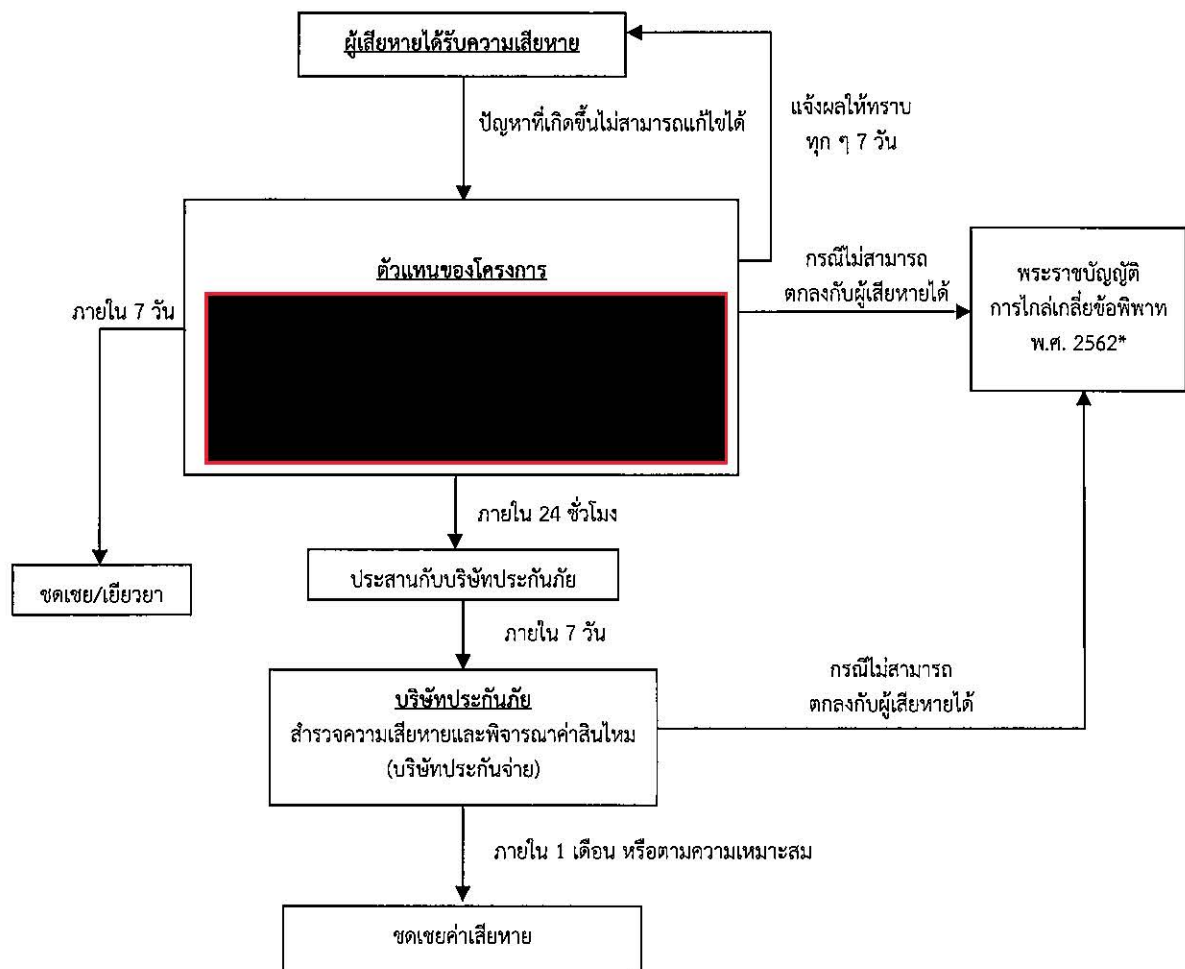 ผู้เสียหายได้รับความเสียหาย
แจ้งผลให้ทราบ
ทุก ๆ 7 วัน
ปัญหาที่เกิดขึ้นไม่สามารถแก้ไขได้
ตัวแทนของโครงการ
กรณีไม่สามารถ
ตกลงกับผู้เสียหายได้
พระราชบัญญัติ
การไกล่เกลี่ยข้อพิพาท
พ.ศ. 2562*
ภายใน 7 วัน
ภายใน 24 ชั่วโมง
ชดเชย/เยียวยา
ประสานกับบริษัทประกันภัย
ภายใน 7 วัน
บริษัทประกันภัย
สำรวจความเสียหายและพิจารณาค่าสินไหม
(บริษัทประกันจ่าย)
กรณีไม่สามารถ
ตกลงกับผู้เสียหายได้
ภายใน 1 เดือน หรือตามความเหมาะสม
ชดเชยค่าเสียหาย